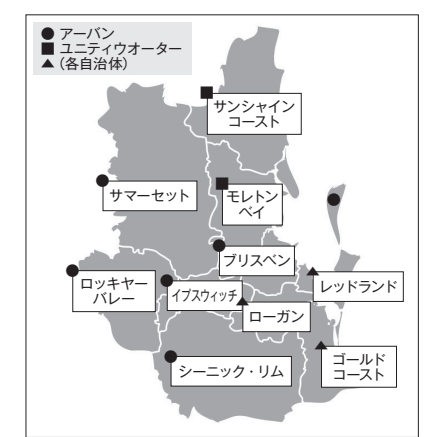 ● アーバン
■ ユニティウオーター
▲ (各自治体)
サンシャイン
コースト
サマーセット
モレトン
ベイ
ブリスベン
ロッキヤー
バレー
イプスウィッチ
レッドランド
ローガン
シーニック・リム
ゴールド
コースト